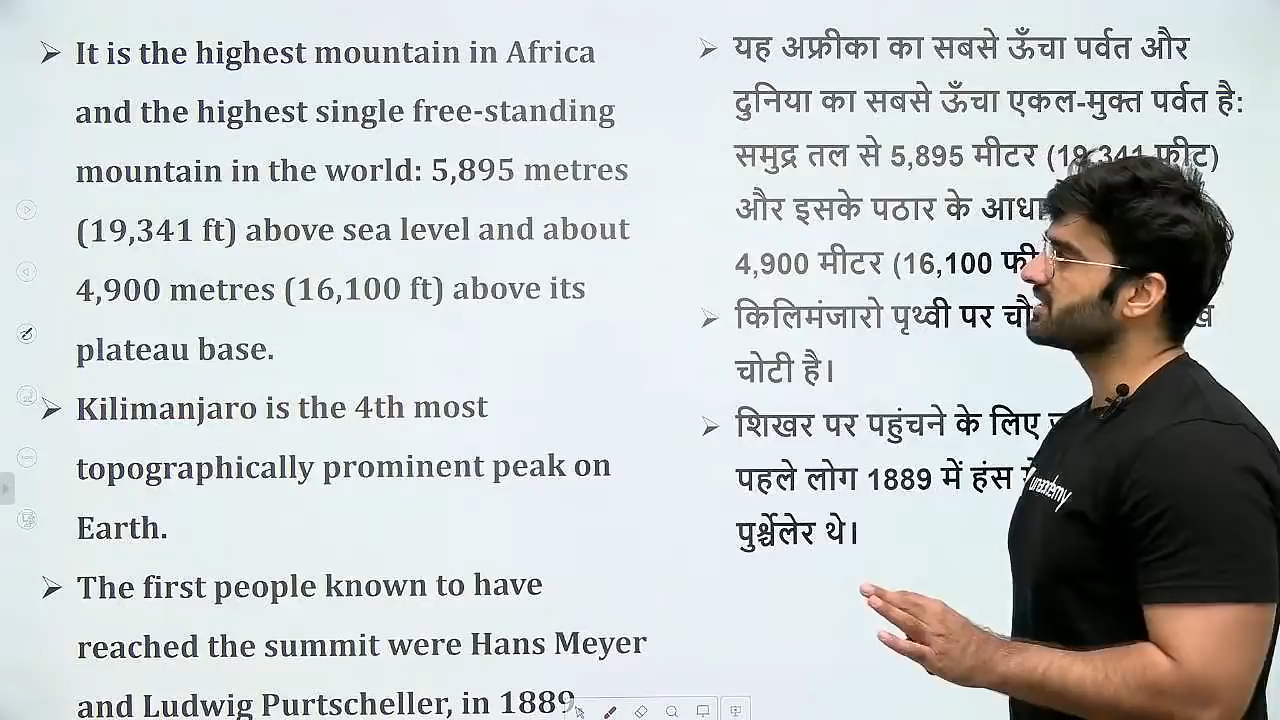 It is the highest mountain in Africa
and the highest single free-standing
mountain in the world: 5,895 metres
(19,341 ft) above sea level and about
4,900 metres (16,100 ft) above its
plateau base.
Kilimanjaro is the 4th most
topographically prominent peak on
Earth.
The first people known to have
reached the summit were Hans Meyer
and Ludwig Purtscheller, in 1889
यह अफ्रीका का सबसे ऊँचा पर्वत और
दुनिया का सबसे ऊँचा एकल-मुक्त पर्वत है:
समुद्र तल से 5,895 मीटर (19,341 फीट)
और इसके पठार के
4,900 मीटर (16,100
किलिमंजारो पृथ्वी पर
चोटी है।
शिखर पर पहुंचने के लिए
पहले लोग 1889 में हंस
पुर्श्चेलेर थे।
unacademy